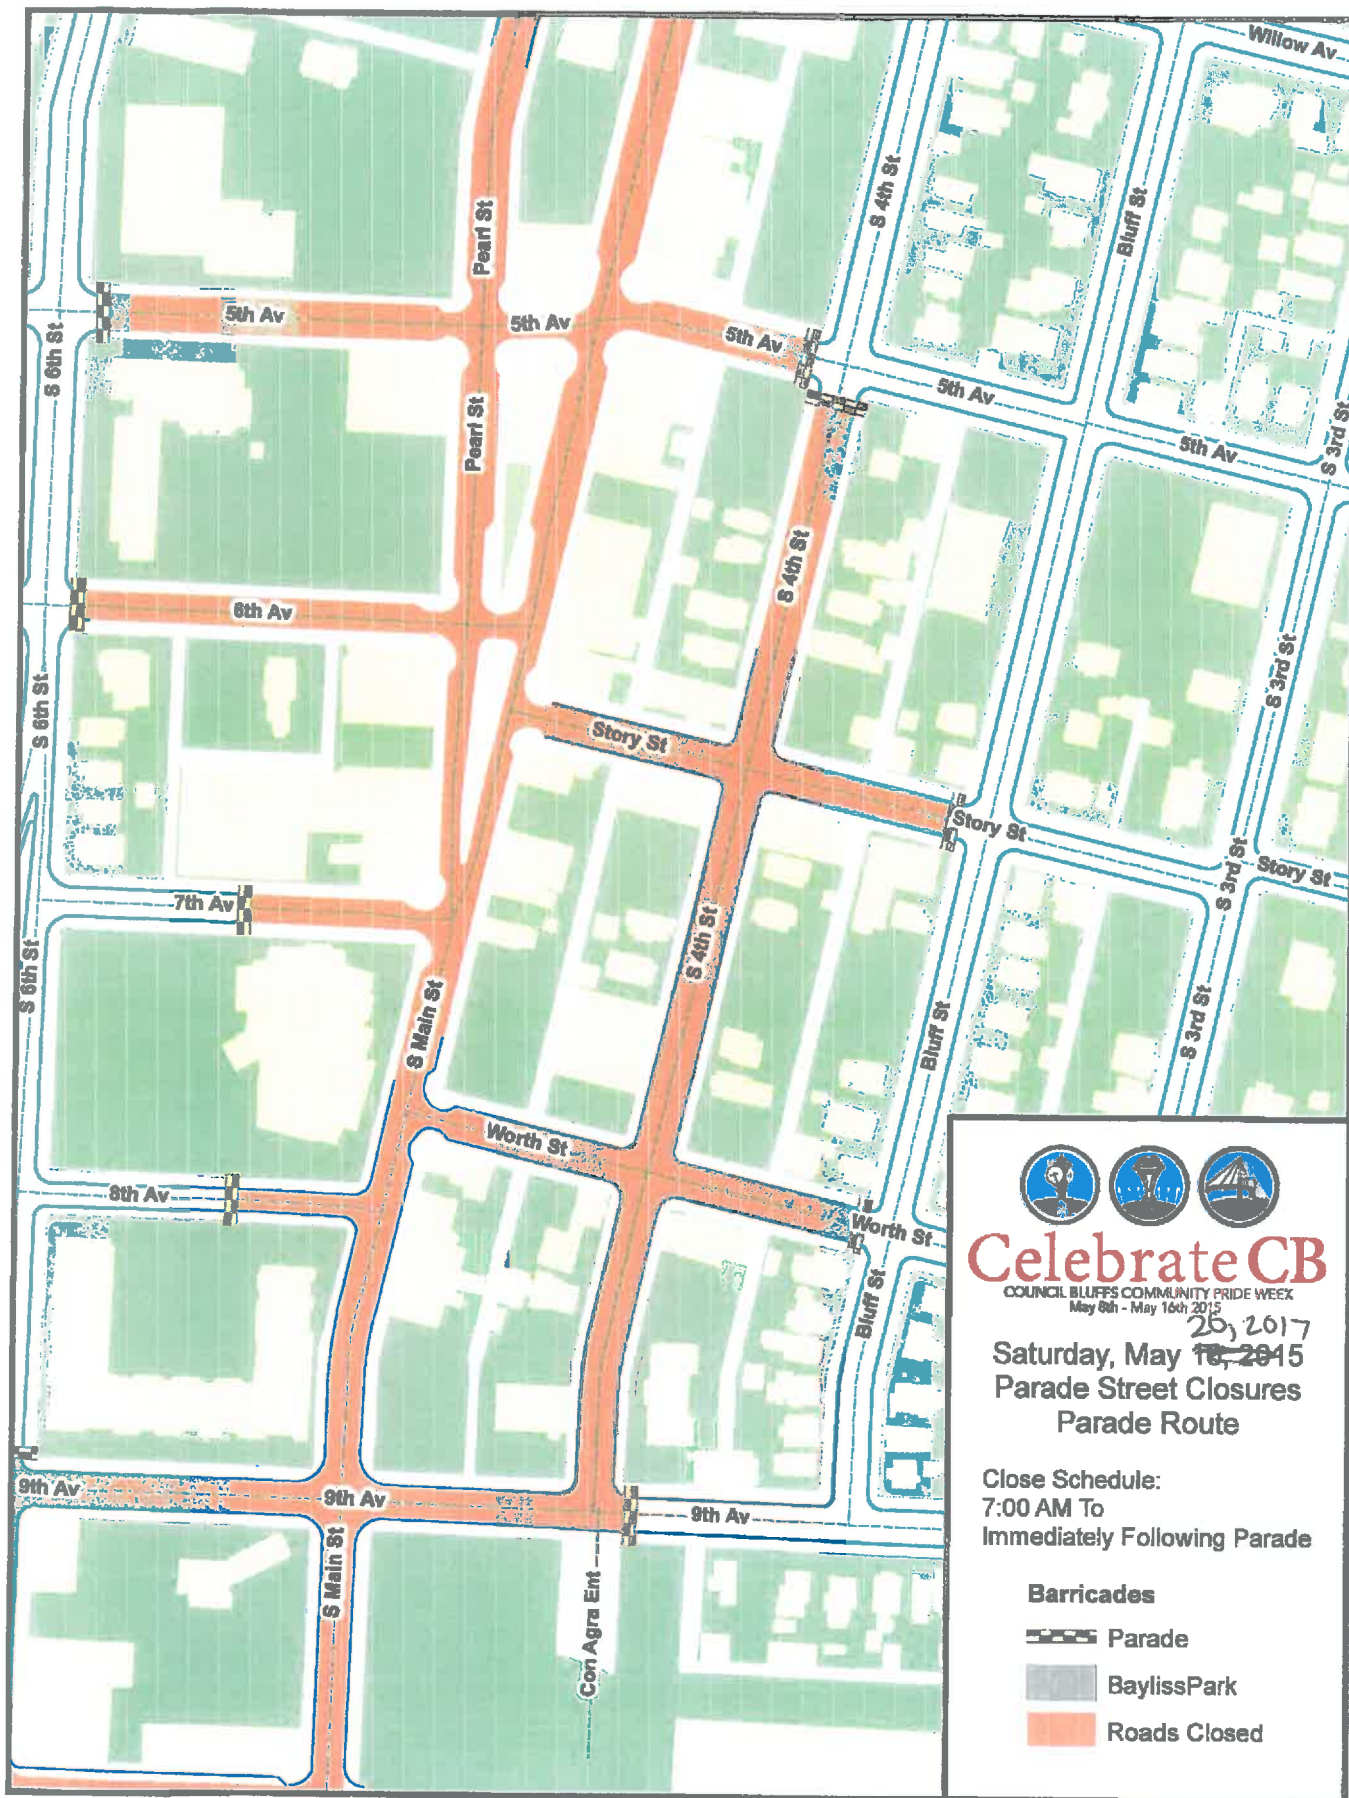 Willow Av
S 4th St
Bluff St
Pearl St
5th Av
5th Av
5th Av
S 6th St
5th Av
Pearl St
5th Av
S 3rd St
S 4th St
6th Av
S 6th St
S 3rd St
Story St
Story St
S 3rd St
Story St
7th Av
S 4th St
S 6th St
S Main St
Bluff St
S 3rd St
Worth St
8th Av
Worth St
Bluff St
9th Av
9th Av
9th Av
S Main St
Con Agra Ent
Celebrate CB
COUNCIL BLUFFS COMMUNITY PRIDE WEEK
May 8th - May 16th 2015
20, 2017
Saturday, May 16, 2015
Parade Street Closures
Parade Route
Close Schedule:
7:00 AM To
Immediately Following Parade
Barricades
Parade
BaylissPark
Roads Closed